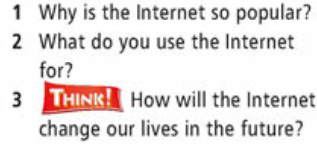 1 Why is the Internet so popular?
2 What do you use the Internet
for?
3 THINK! How will the Internet
change our lives in the future?